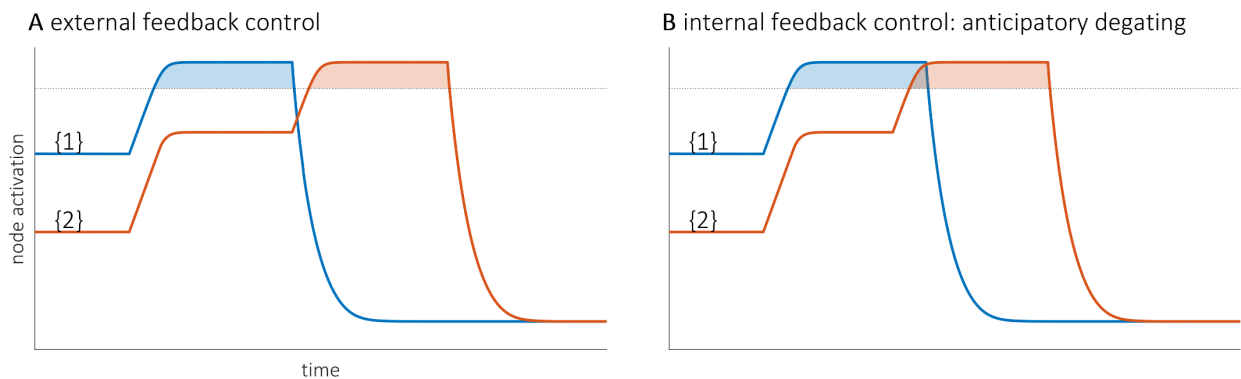 A external feedback control
{1}
{2}
node activation
time
B internal feedback control: anticipatory degating
{1}
{2}